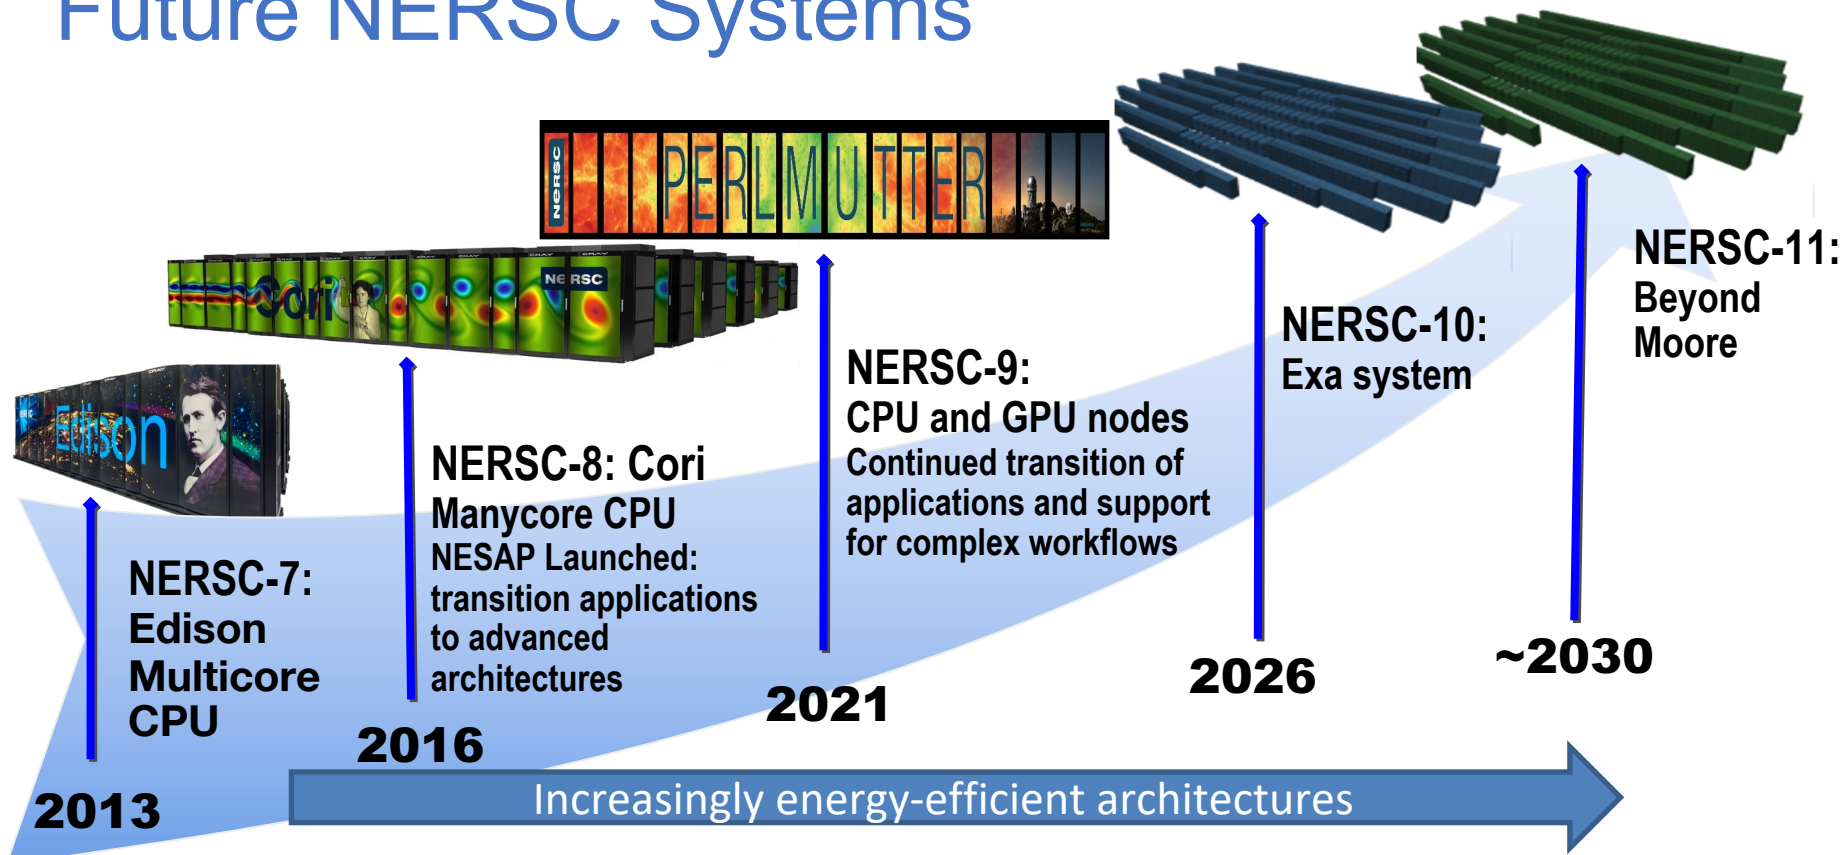 Future NERSC Systems
NERSC
PERLMUTTER
CRAY
Cori
NERSC
Edison
NERSC-7:
Edison
Multicore
CPU
2013
NERSC-8: Cori
Manycore CPU
NESAP Launched:
transition applications
to advanced
architectures
2016
NERSC-9:
CPU and GPU nodes
Continued transition of
applications and support
for complex workflows
2021
NERSC-10:
Exa system
2026
NERSC-11:
Beyond
Moore
~2030
Increasingly energy-efficient architectures